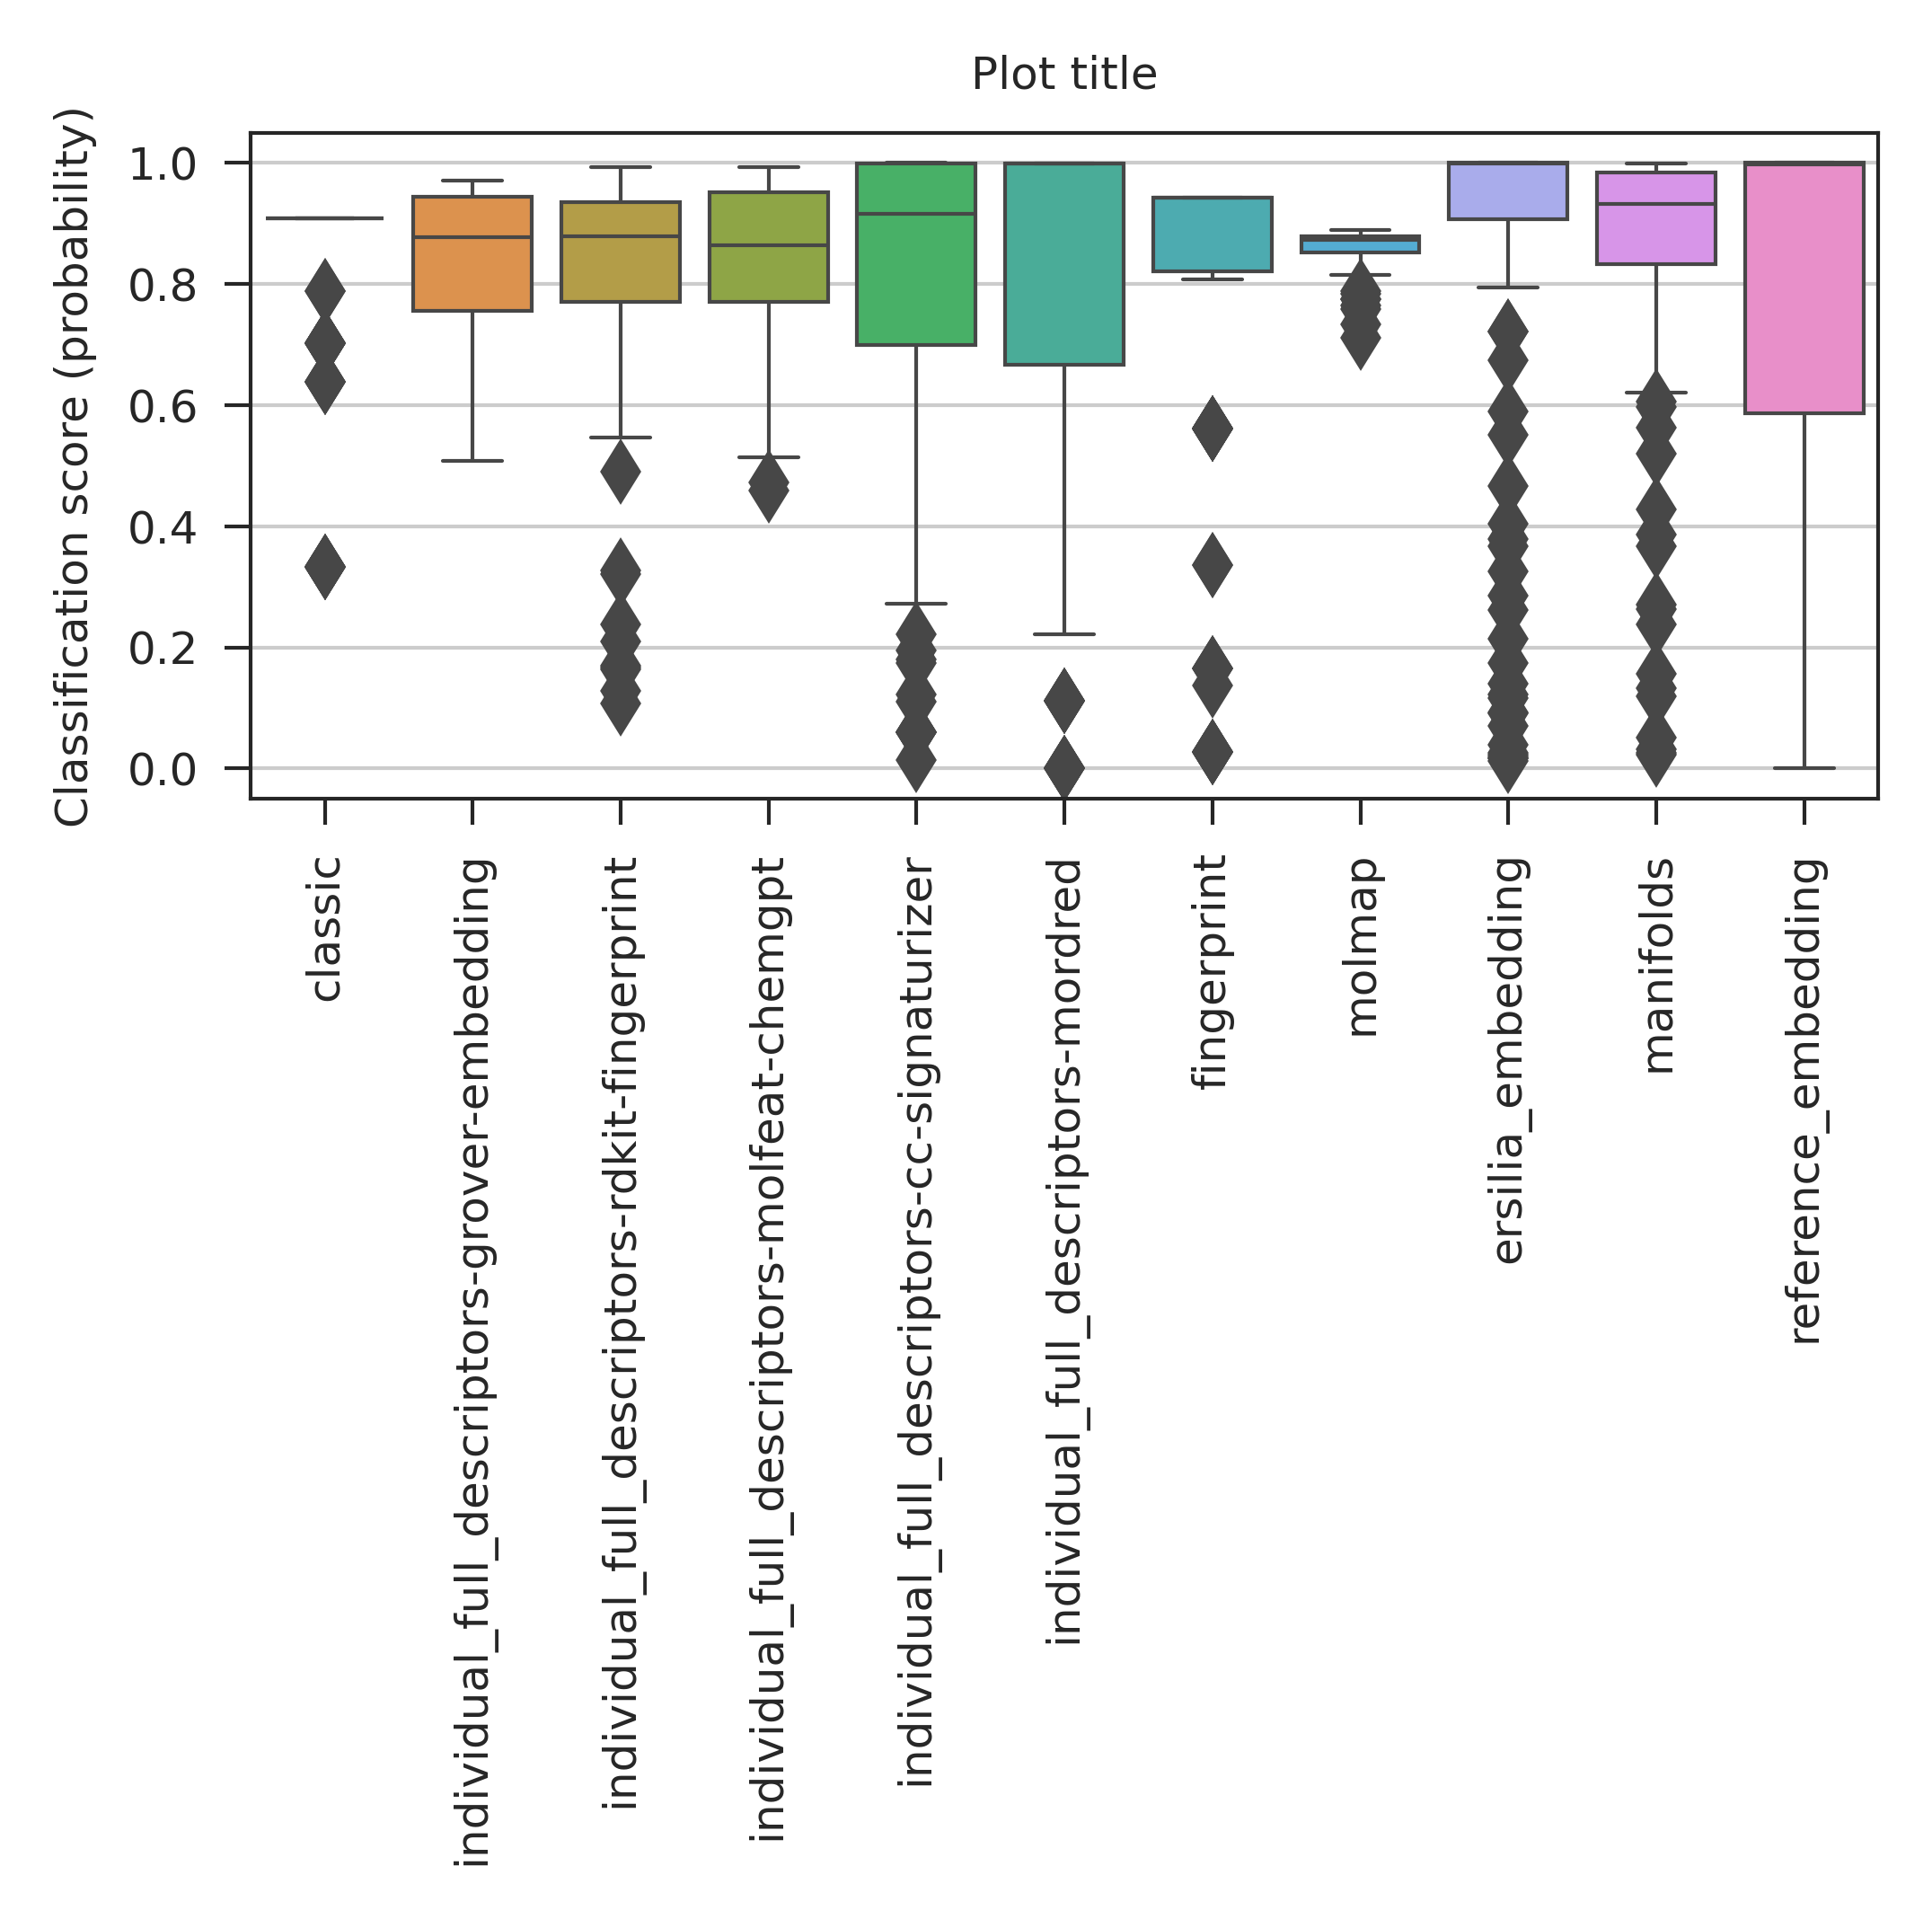 Plot title
Classification score (probability)
1.0
0.8
0.6
0.4
0.2
0.0
classic
individual_full_descriptors-grover-embedding
individual_full_descriptors-rdkit-fingerprint
individual_full_descriptors-molfeat-chemgpt
individual_full_descriptors-cc-signaturizer
individual_full_descriptors-mordred
fingerprint
molmap
ersilia_embedding
manifolds
reference_embedding